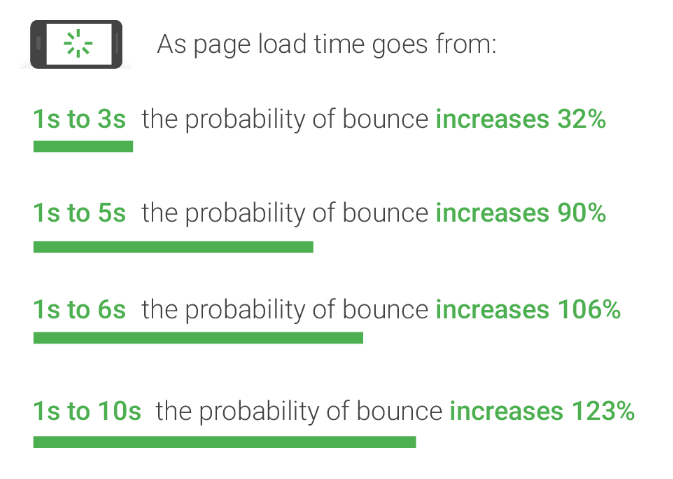 As page load time goes from:
1s to 3s the probability of bounce increases 32%
1s to 5s the probability of bounce increases 90%
1s to 6s the probability of bounce increases 106%
1s to 10s the probability of bounce increases 123%